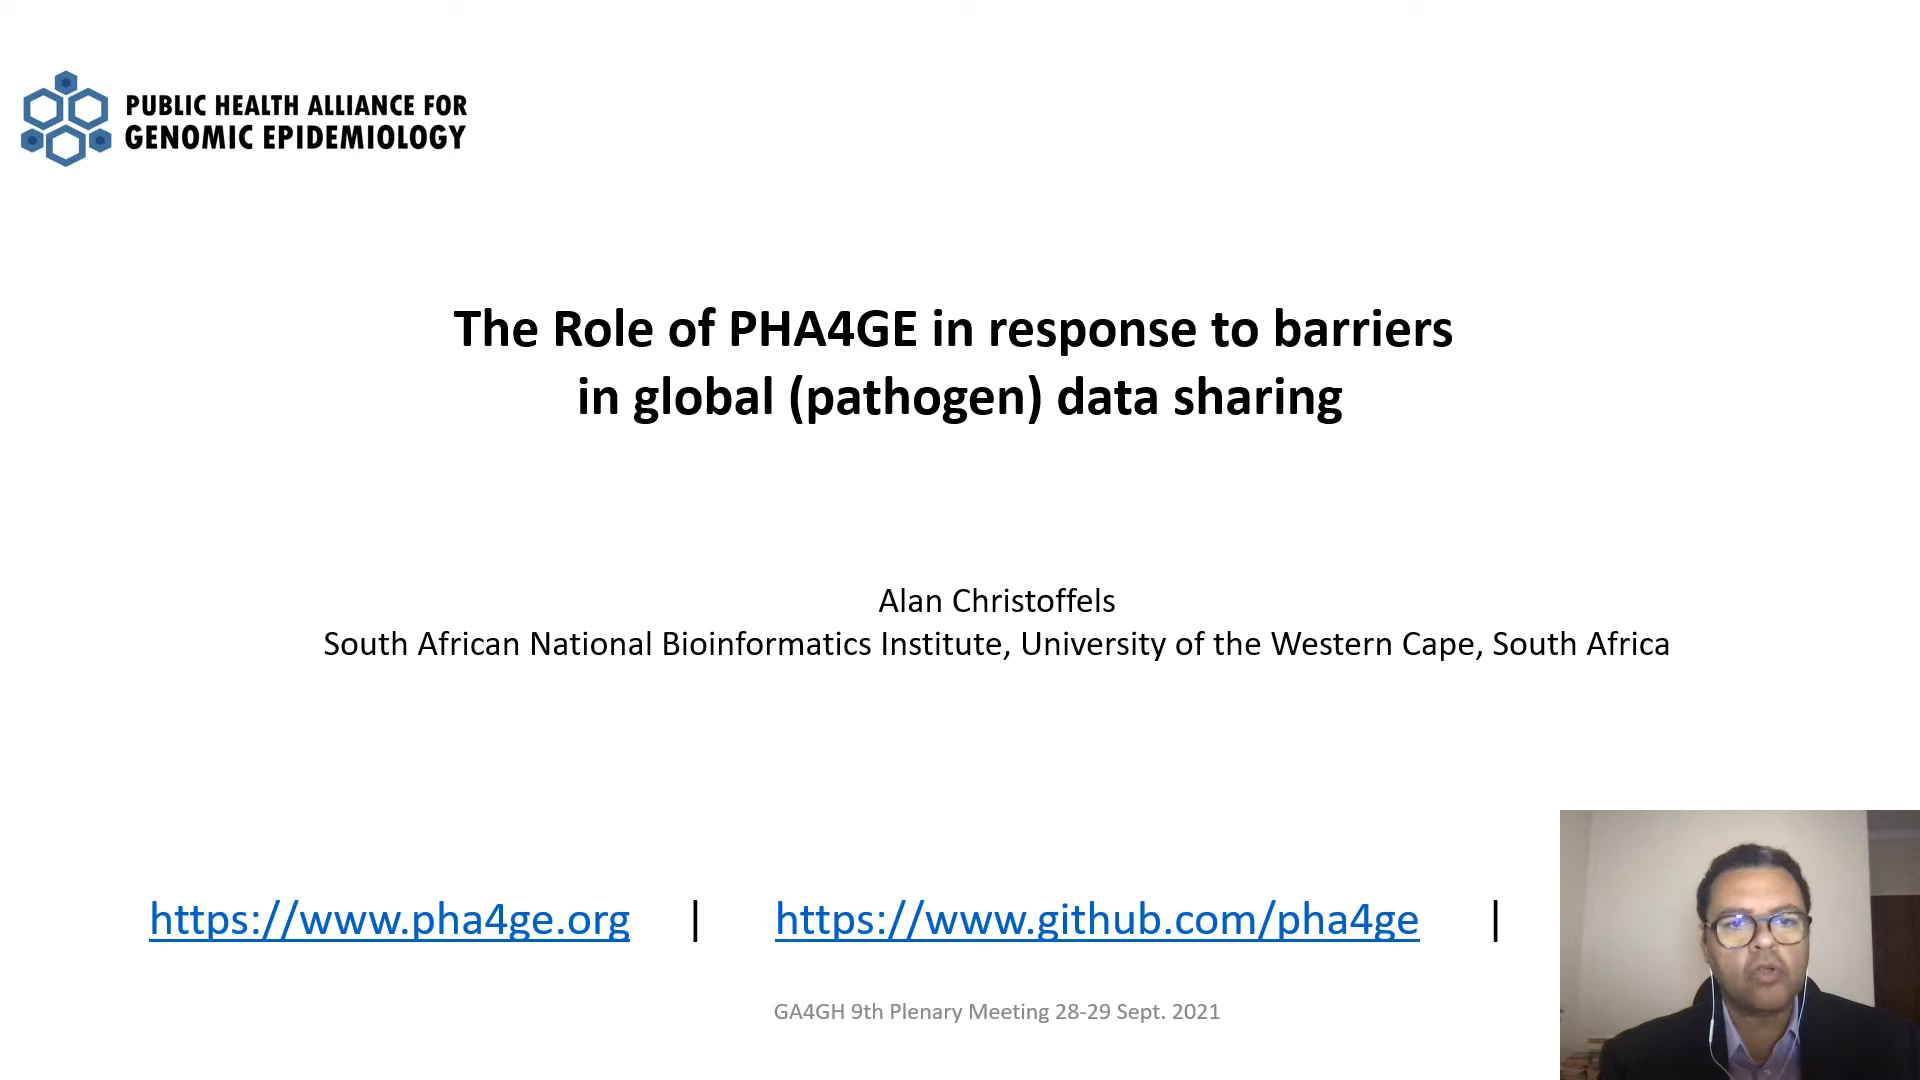 PUBLIC HEALTH ALLIANCE FOR
GENOMIC EPIDEMIOLOGY
The Role of PHA4GE in response to barriers
in global (pathogen) data sharing
Alan Christoffels
South African National Bioinformatics Institute, University of the Western Cape, South Africa
https://www.pha4ge.org | https://www.github.com/pha4ge |
GA4GH 9th Plenary Meeting 28-29 Sept. 2021